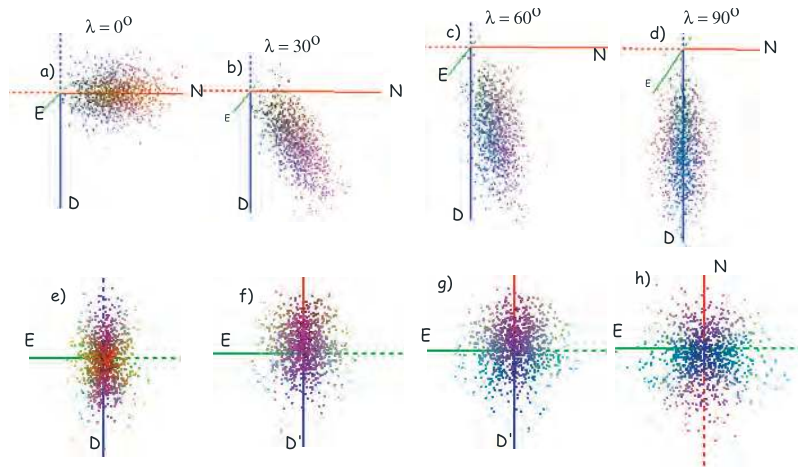 λ = 0°
λ = 30°
λ = 60°
λ = 90°
a)
b)
c)
d)
N
E
D
N
E
D
N
E
D
N
E
D
e)
f)
g)
h)
E
D
E
D'
E
D'
N
E